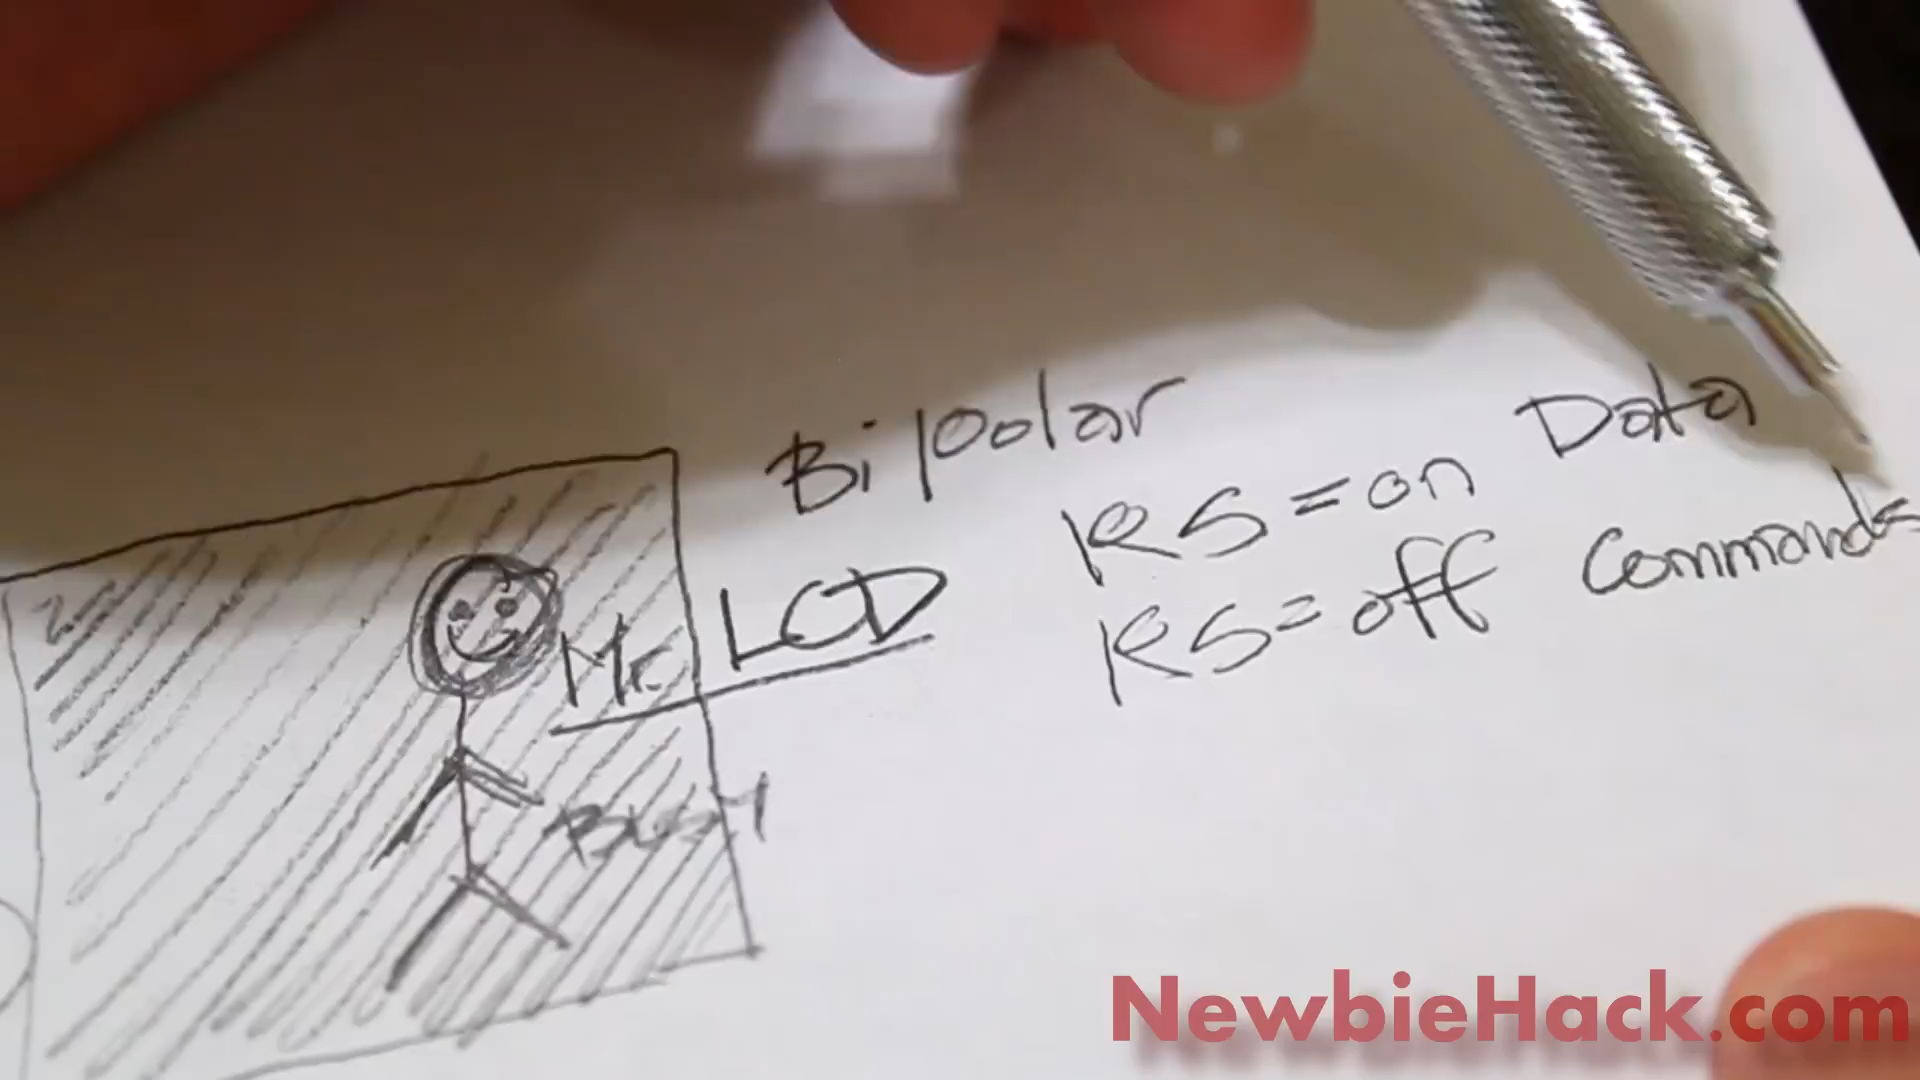 Bipolar
RS = on Data
RS = off Commands
Mr. LCD
Busy
NewbieHack.com